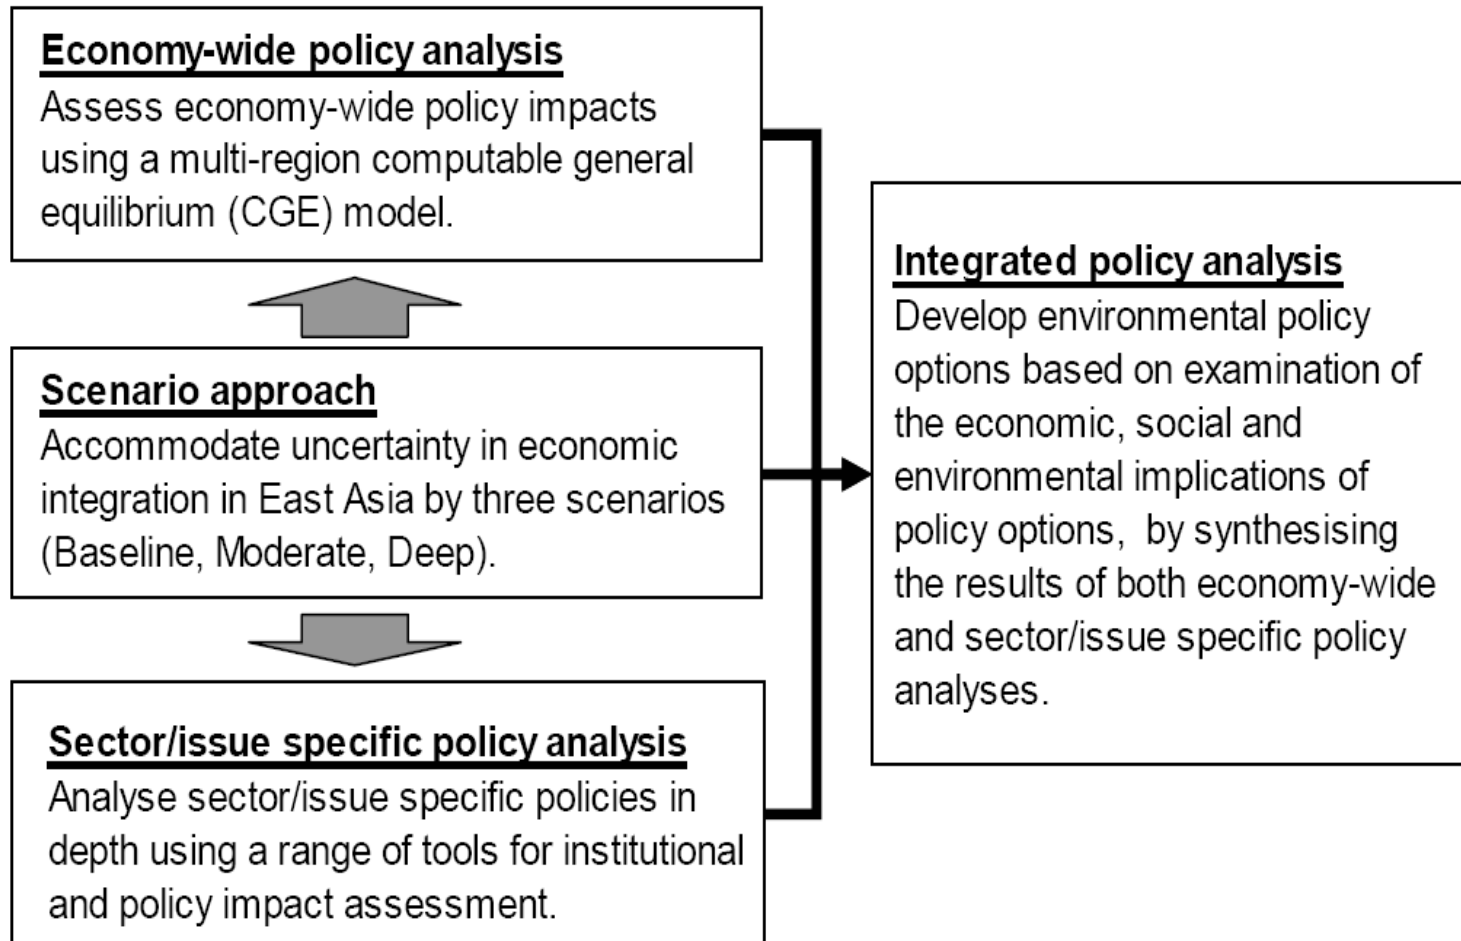 Economy-wide policy analysis
Assess economy-wide policy impacts
using a multi-region computable general
equilibrium (CGE) model.
Scenario approach
Accommodate uncertainty in economic
integration in East Asia by three scenarios
(Baseline, Moderate, Deep).
Sector/issue specific policy analysis
Analyse sector/issue specific policies in
depth using a range of tools for institutional
and policy impact assessment.
Integrated policy analysis
Develop environmental policy
options based on examination of
the economic, social and
environmental implications of
policy options,  by synthesising
the results of both economy-wide
and sector/issue specific policy
analyses.